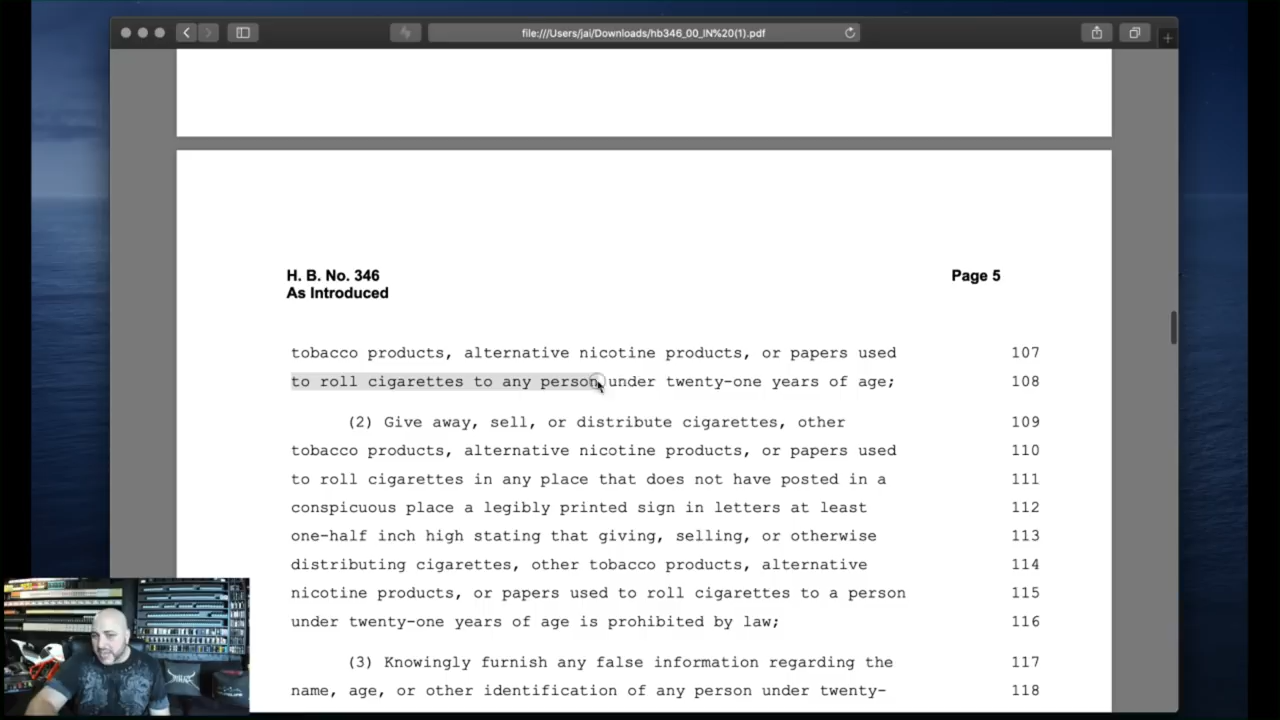 file:///Users/jai/Downloads/hb346_00_IN%20(1).pdf
H. B. No. 346 Page 5
As Introduced
tobacco products, alternative nicotine products, or papers used 107
to roll cigarettes to any person under twenty-one years of age; 108
(2) Give away, sell, or distribute cigarettes, other 109
tobacco products, alternative nicotine products, or papers used 110
to roll cigarettes in any place that does not have posted in a 111
conspicuous place a legibly printed sign in letters at least 112
one-half inch high stating that giving, selling, or otherwise 113
distributing cigarettes, other tobacco products, alternative 114
nicotine products, or papers used to roll cigarettes to a person 115
under twenty-one years of age is prohibited by law; 116
(3) Knowingly furnish any false information regarding the 117
name, age, or other identification of any person under twenty- 118